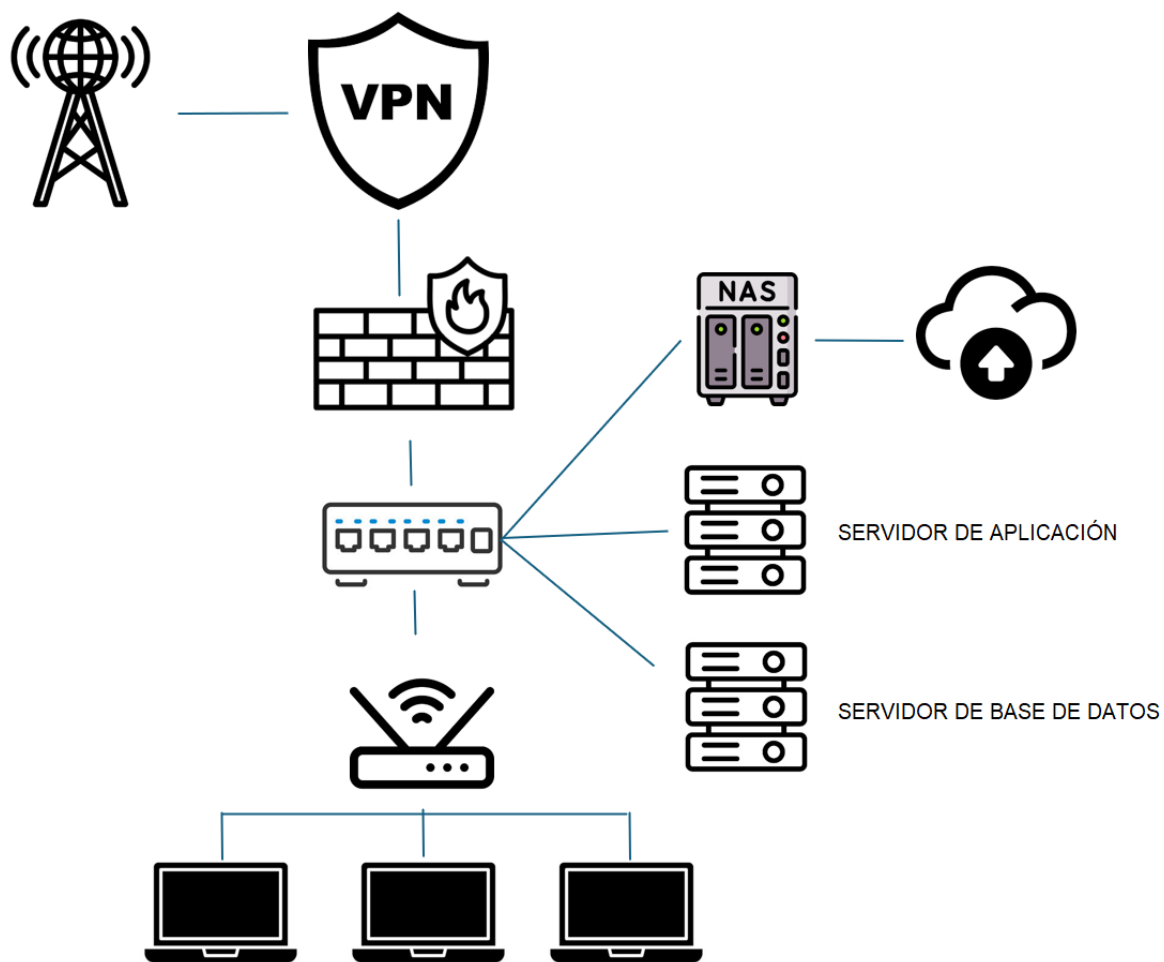 VPN
NAS
SERVIDOR DE APLICACIÓN
SERVIDOR DE BASE DE DATOS